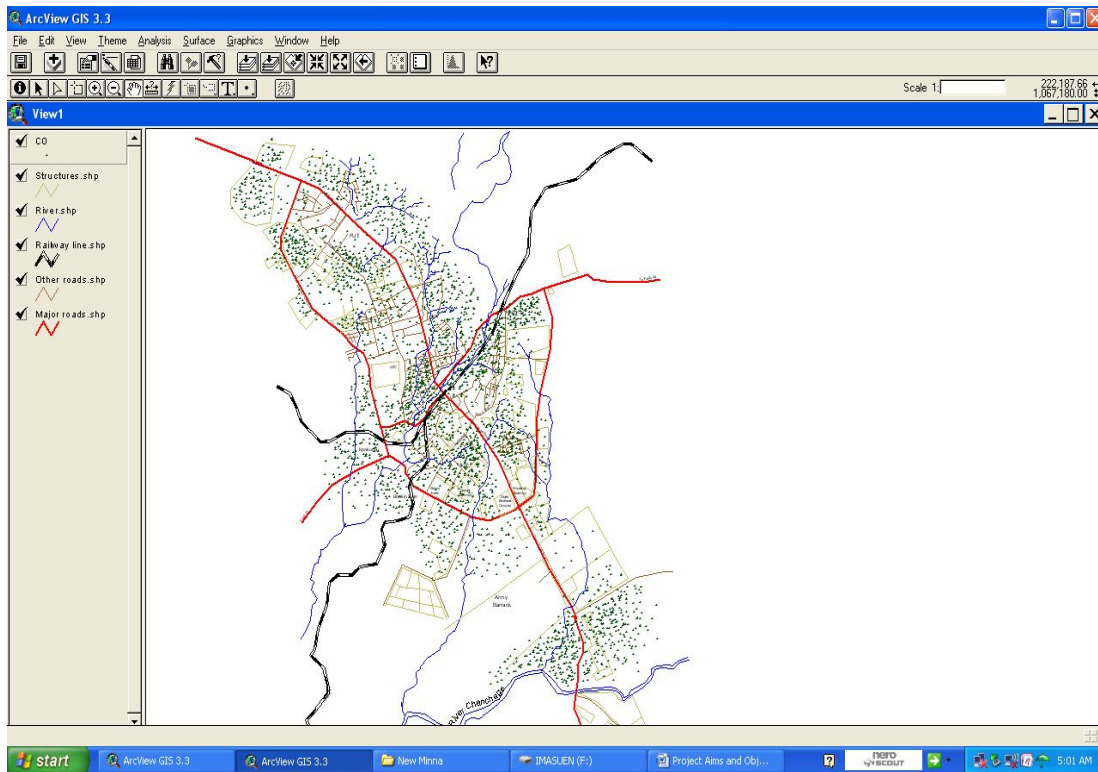 ArcView GIS 3.3
File Edit View Theme Analysis Surface Graphics Window Help
Scale 1:
222,187.66
1,067,180.00
View1
CO
Structures.shp
River.shp
Railway line.shp
Other roads.shp
Major roads.shp
Army
Barrack
River Chanchaga
start
ArcView GIS 3.3
ArcView GIS 3.3
New Minna
IMASUEN (F:)
Project Aims and Obj...
nero
SCOUT
5:01 AM